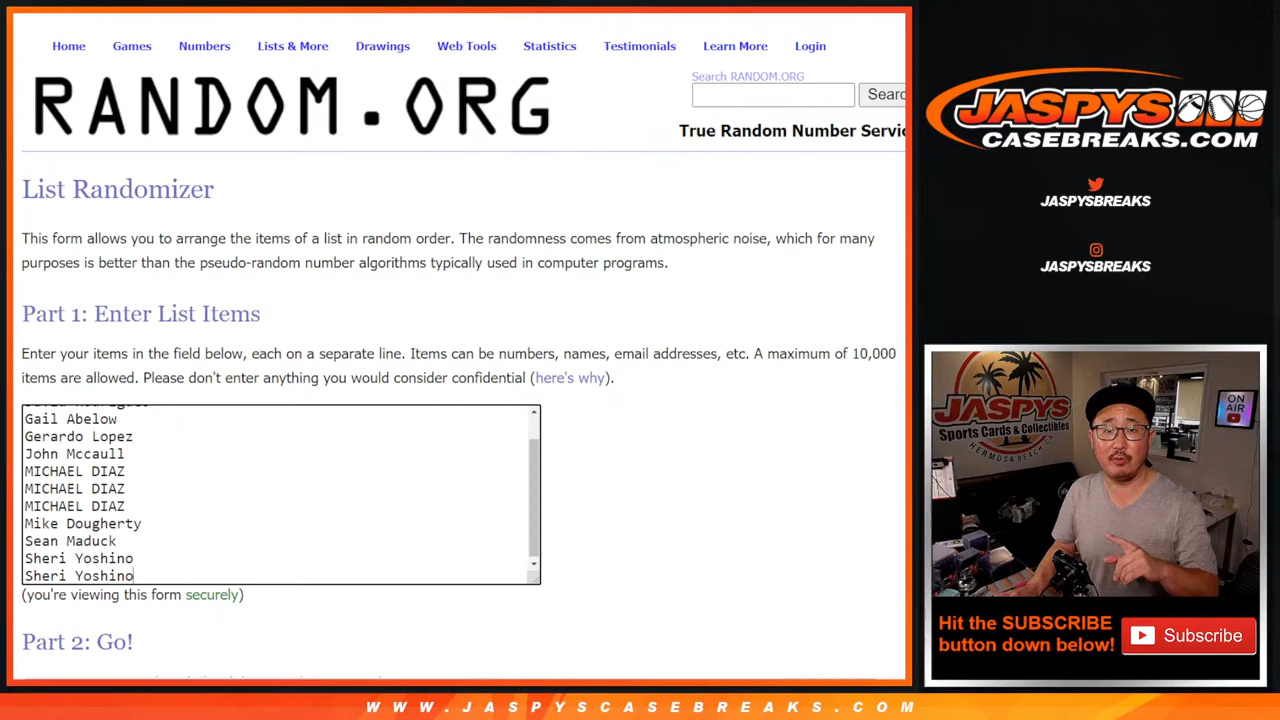 Home Games Numbers Lists & More Drawings Web Tools Statistics Testimonials Learn More Login
RANDOM.ORG
Search RANDOM.ORG
True Random Number
List Randomizer
This form allows you to arrange the items of a list in random order. The randomness comes from atmospheric noise, which for many
purposes is better than the pseudo-random number algorithms typically used in computer programs.
Part 1: Enter List Items
Enter your items in the field below, each on a separate line. Items can be numbers, names, email addresses, etc. A maximum of 10,000
items are allowed. Please don't enter anything you would consider confidential (here's why).
Gail Abelow
Gerardo Lopez
John Mccaull
MICHAEL DIAZ
MICHAEL DIAZ
MICHAEL DIAZ
Mike Dougherty
Sean Maduck
Sheri Yoshino
Sheri Yoshino
(you're viewing this form securely)
Part 2: Go!
JASPYS
CASEBREAKS.COM
JASPYSBREAKS
JASPYSBREAKS
JASPYS
Sports Cards & Collectibles
HERMOSA BEACH, CA
ON
AIR
Hit the SUBSCRIBE
button down below!
Subscribe
WWW.JASPYSCASEBREAKS.COM